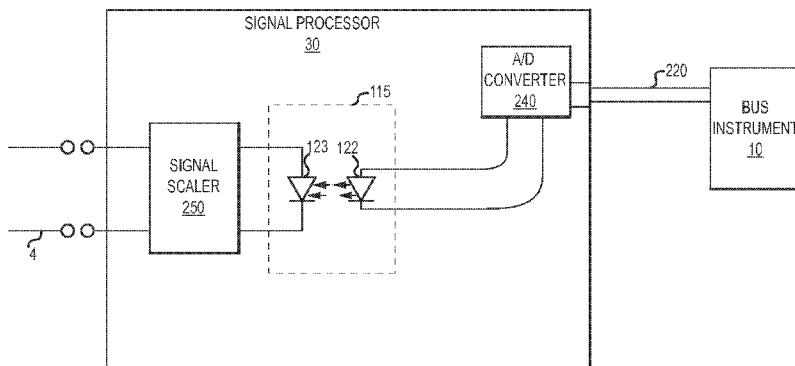 SIGNAL PROCESSOR
30
A/D
CONVERTER
240
220
BUS
INSTRUMENT
10
115
SIGNAL
SCALER
250
123
122
4